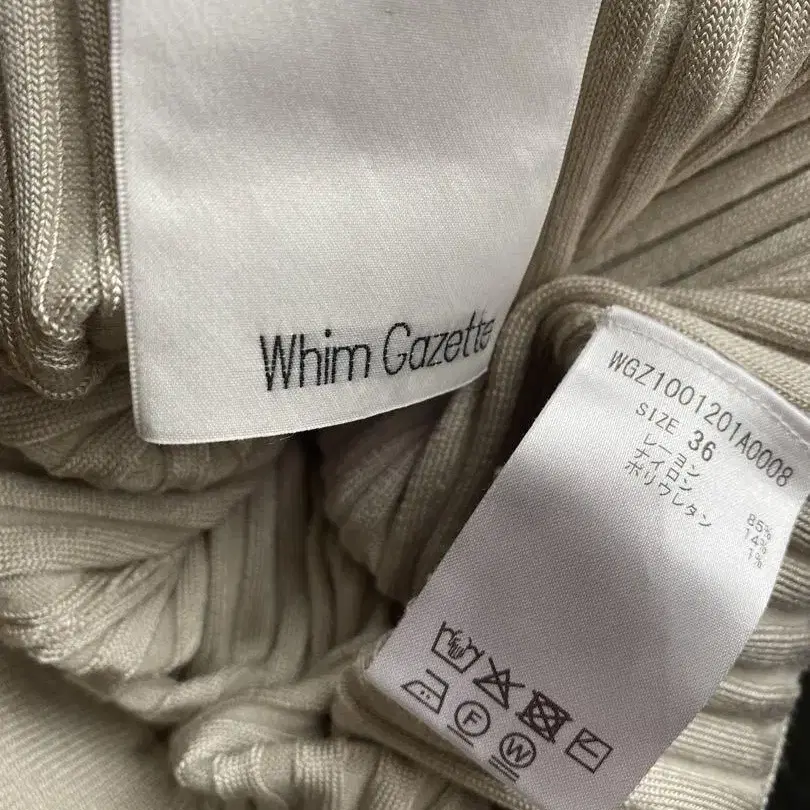 Whim Gazette
WGZ1001201A0008
SIZE 36
レーヨン 85%
ナイロン 14%
ポリウレタン 1%
F W